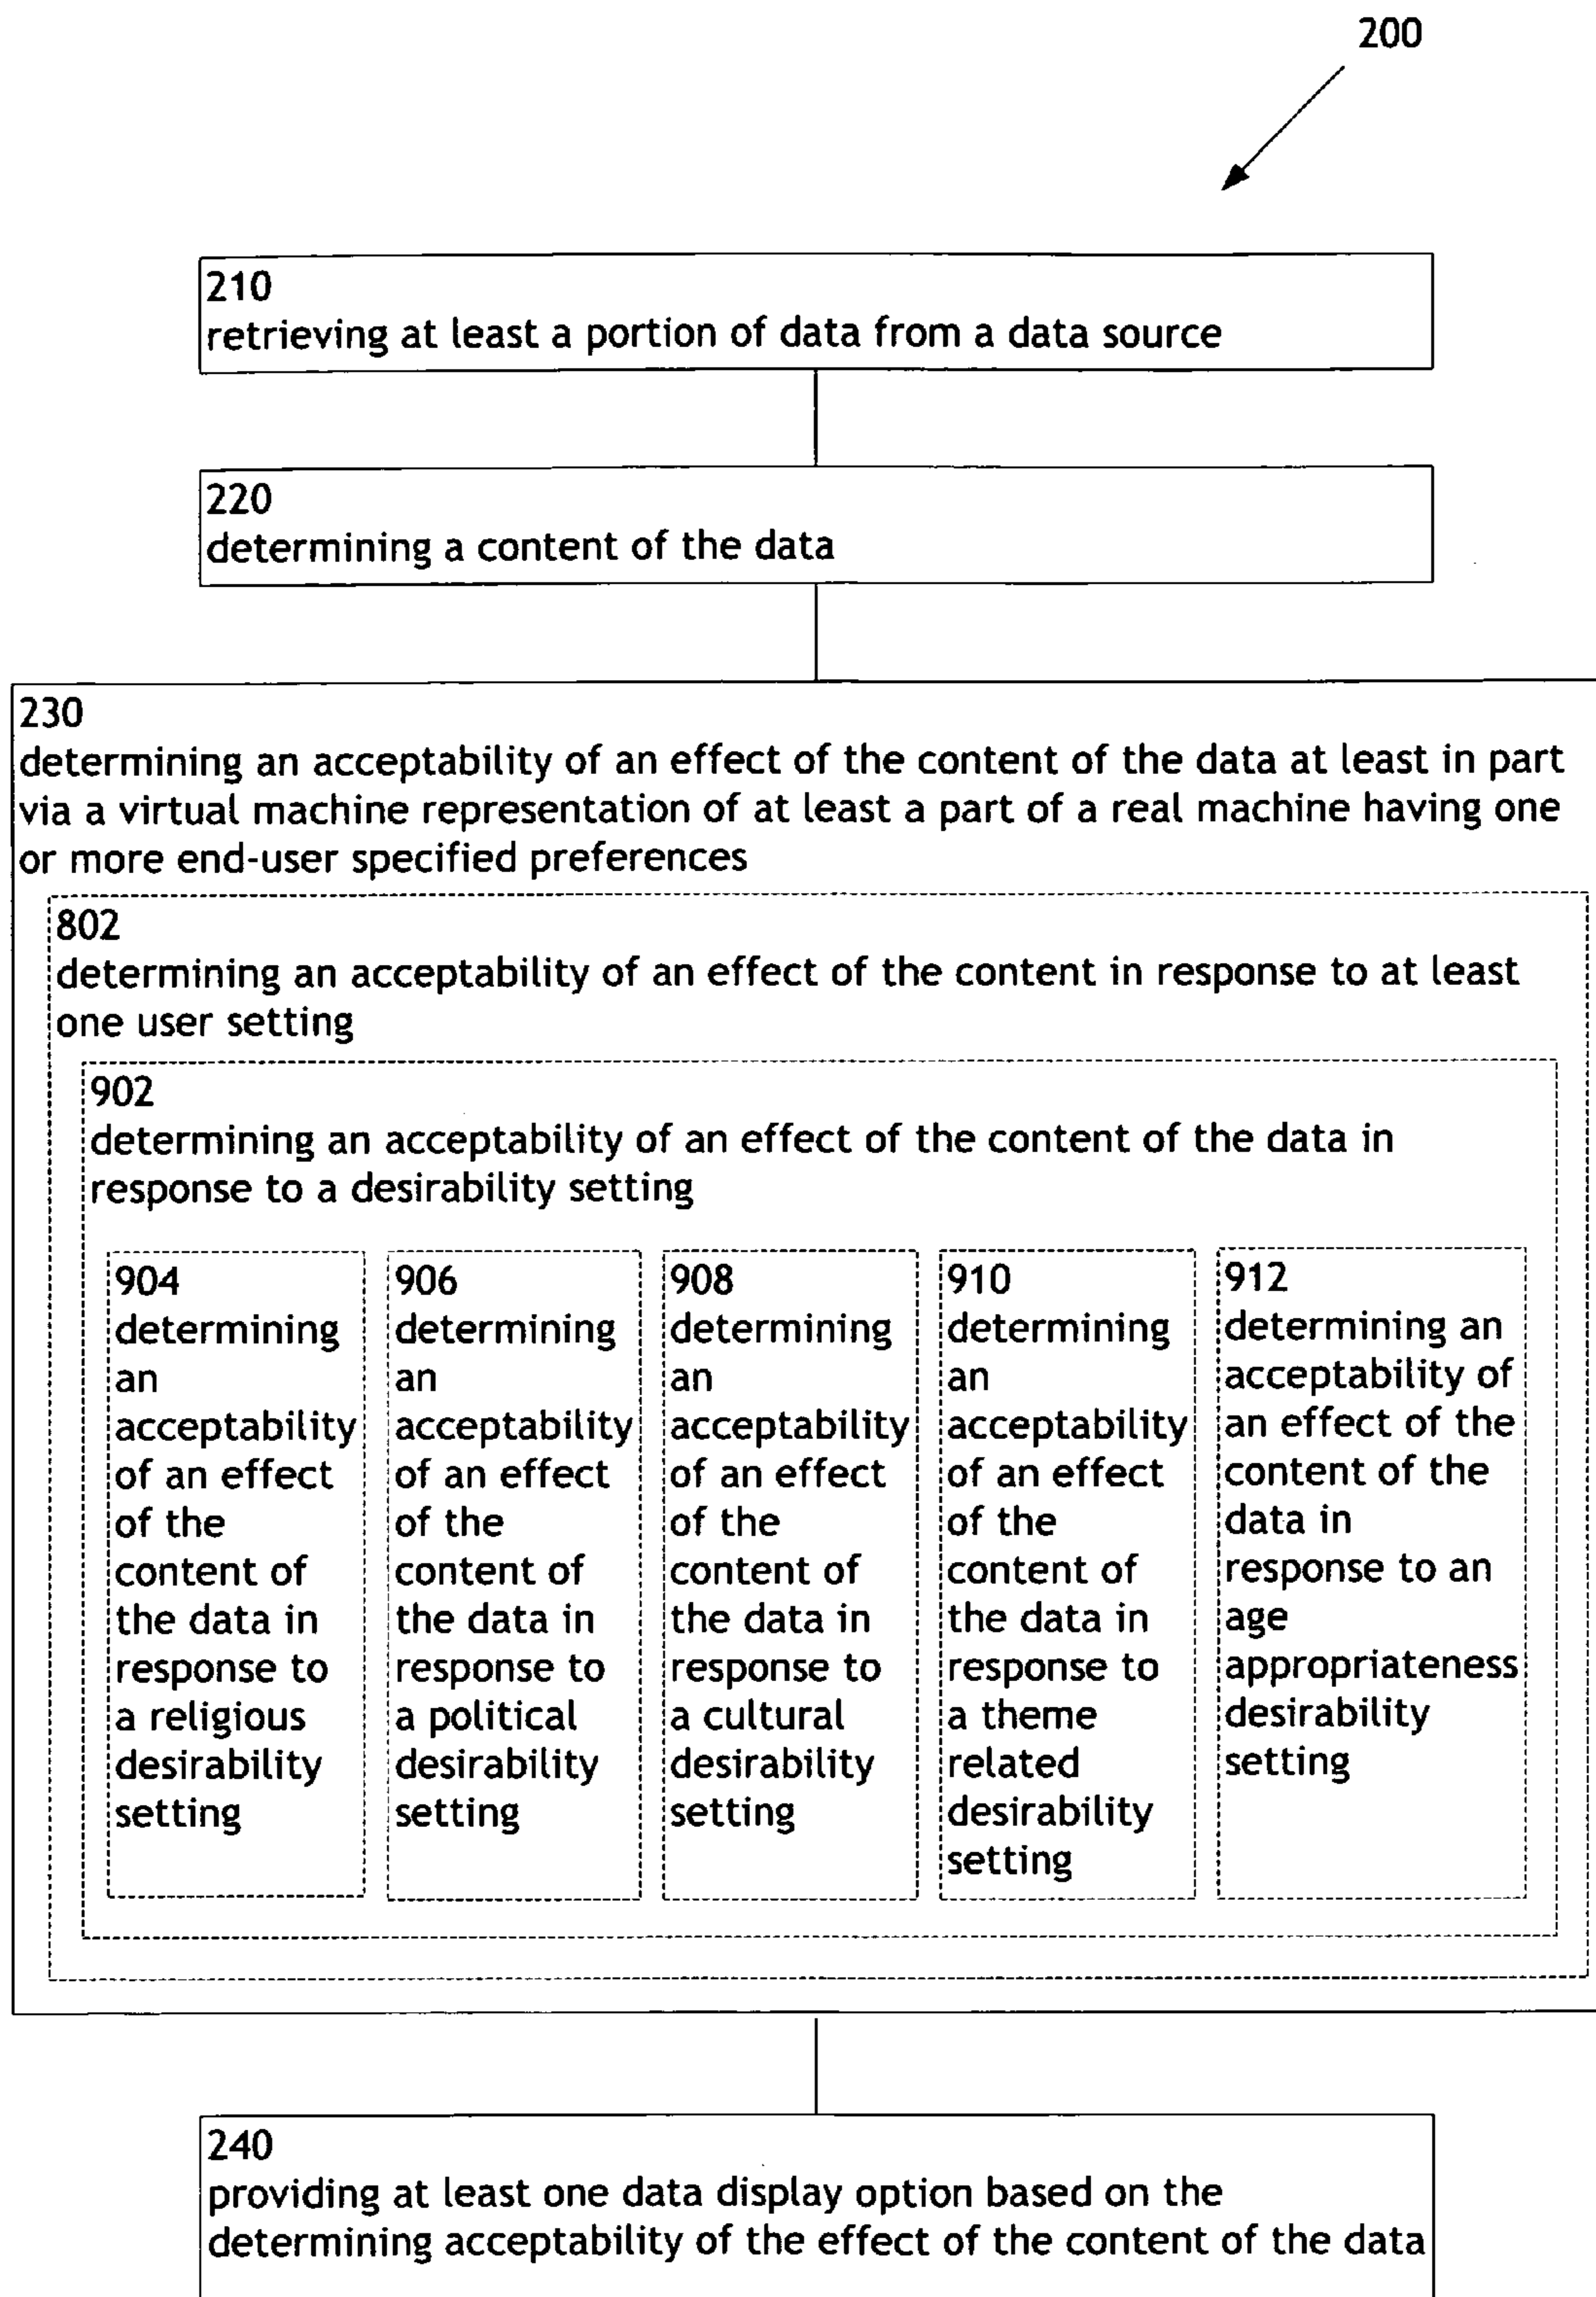 200
210
retrieving at least a portion of data from a data source
220
determining a content of the data
230
determining an acceptability of an effect of the content of the data at least in part
via a virtual machine representation of at least a part of a real machine having one
or more end-user specified preferences
802
determining an acceptability of an effect of the content in response to at least
one user setting
902
determining an acceptability of an effect of the content of the data in
response to a desirability setting
904
determining
an
acceptability
of an effect
of the
content of
the data in
response to
a religious
desirability
setting
906
determining
an
acceptability
of an effect
of the
content of
the data in
response to
a political
desirability
setting
908
determining
an
acceptability
of an effect
of the
content of
the data in
response to
a cultural
desirability
setting
910
determining
an
acceptability
of an effect
of the
content of
the data in
response to
a theme
related
desirability
setting
912
determining an
acceptability of
an effect of the
content of the
data in
response to an
age
appropriateness
desirability
setting
240
providing at least one data display option based on the
determining acceptability of the effect of the content of the data